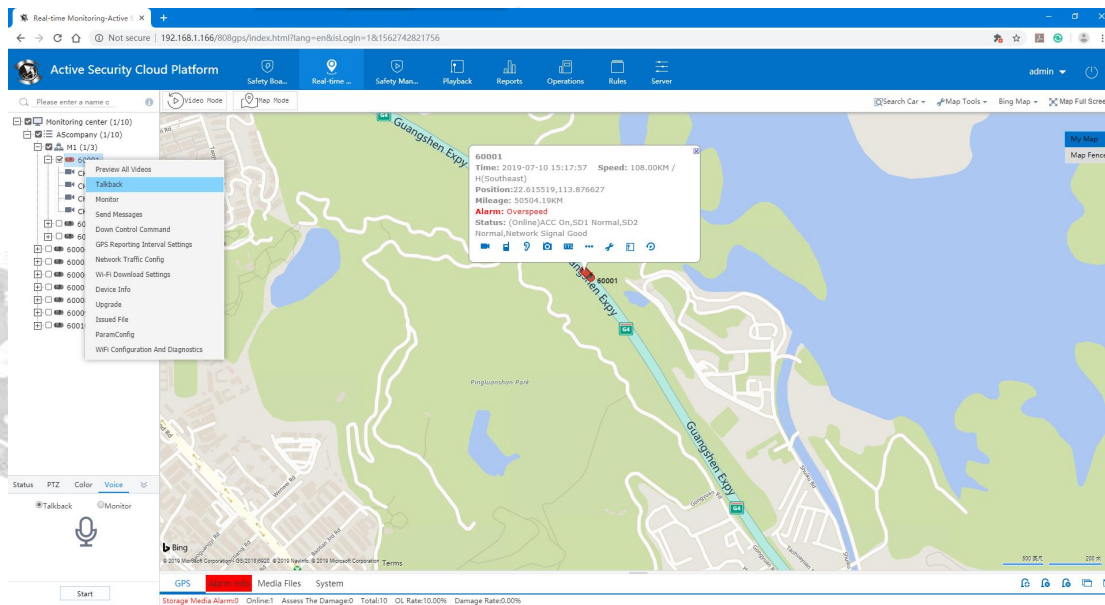 Real-time Monitoring-Active
Not secure | 192.168.1.166/808gps/index.html?lang=en&isLogin=1&1562742821756
Active Security Cloud Platform
Safety Boa...
Real-time ...
Safety Man...
Playback
Reports
Operations
Rules
Server
admin
Please enter a name c
Video Mode
Map Mode
Search Car
Map Tools
Bing Map
Map Full Scree
Monitoring center (1/10)
AScompany (1/10)
M1 (1/3)
60001
Preview All Videos
Talkback
Monitor
Send Messages
Down Control Command
GPS Reporting Interval Settings
Network Traffic Config
Wi-Fi Download Settings
Device Info
Upgrade
Issued File
ParamConfig
WiFi Configuration And Diagnostics
My Map
Map Fence
60001
Time: 2019-07-10 15:17:57 Speed: 108.00KM /
H(Southeast)
Position:22.615519,113.876627
Mileage: 50504.19KM
Alarm: Overspeed
Status: (Online)ACC On,SD1 Normal,SD2
Normal,Network Signal Good
60001
G4
Guangshen Expy
Guangshen Expy
G4
Pingluanshan Park
Guangshen Expy
G4
Status PTZ Color Voice
Talkback Monitor
Start
Bing
Terms
GPS Alarm Info Media Files System
Storage Media Alarm:0 Online:1 Assess The Damage:0 Total:10 OL Rate:10.00% Damage Rate:0.00%